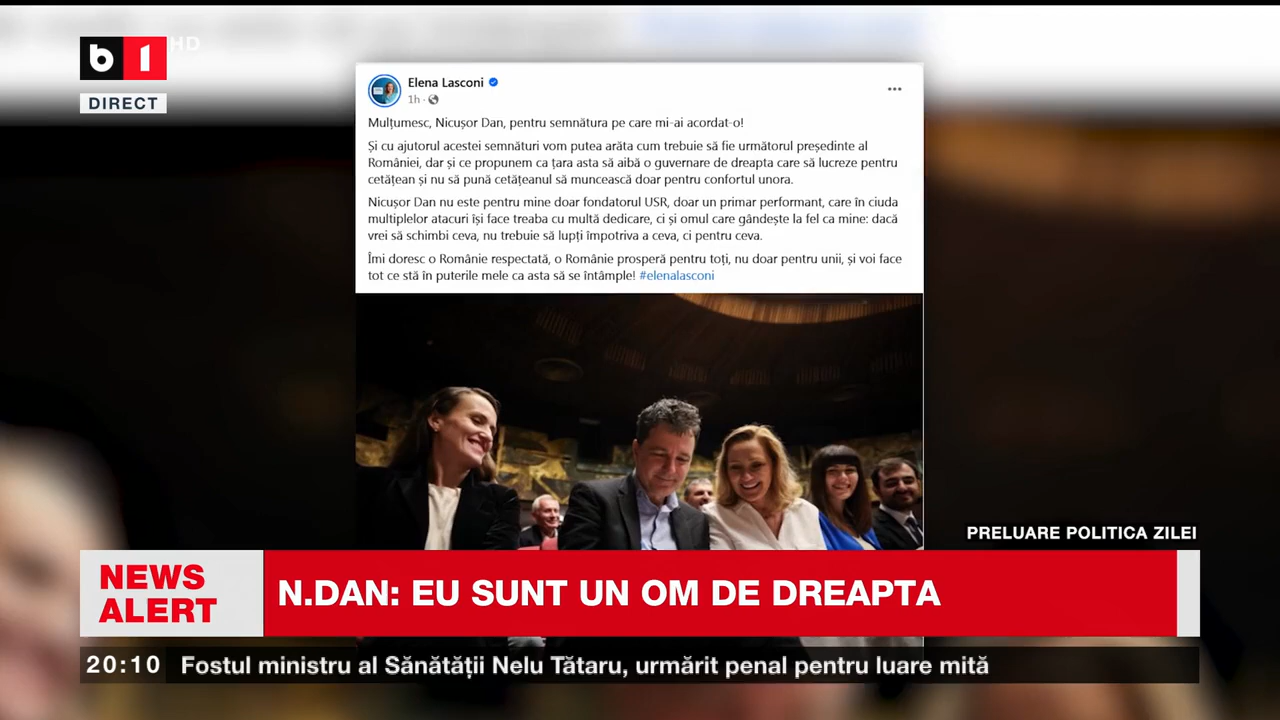 b1
HD
DIRECT
Elena Lasconi
1h ·
Mulțumesc, Nicușor Dan, pentru semnătura pe care mi-ai acordat-o!
Și cu ajutorul acestei semnături vom putea arăta cum trebuie să fie următorul președinte al
României, dar și ce propunem ca țara asta să aibă o guvernare de dreapta care să lucreze pentru
cetățean și nu să pună cetățeanul să muncească doar pentru confortul unora.
Nicușor Dan nu este pentru mine doar fondatorul USR, doar un primar performant, care în ciuda
multiplelor atacuri își face treaba cu multă dedicare, ci și omul care gândește la fel ca mine: dacă
vrei să schimbi ceva, nu trebuie să lupți împotriva a ceva, ci pentru ceva.
Îmi doresc o Românie respectată, o Românie prosperă pentru toți, nu doar pentru unii, și voi face
tot ce stă în puterile mele ca asta să se întâmple! #elenalasconi
PRELUARE POLITICA ZILEI
NEWS
ALERT
N.DAN: EU SUNT UN OM DE DREAPTA
20:10 Fostul ministru al Sănătății Nelu Tătaru, urmărit penal pentru luare mită